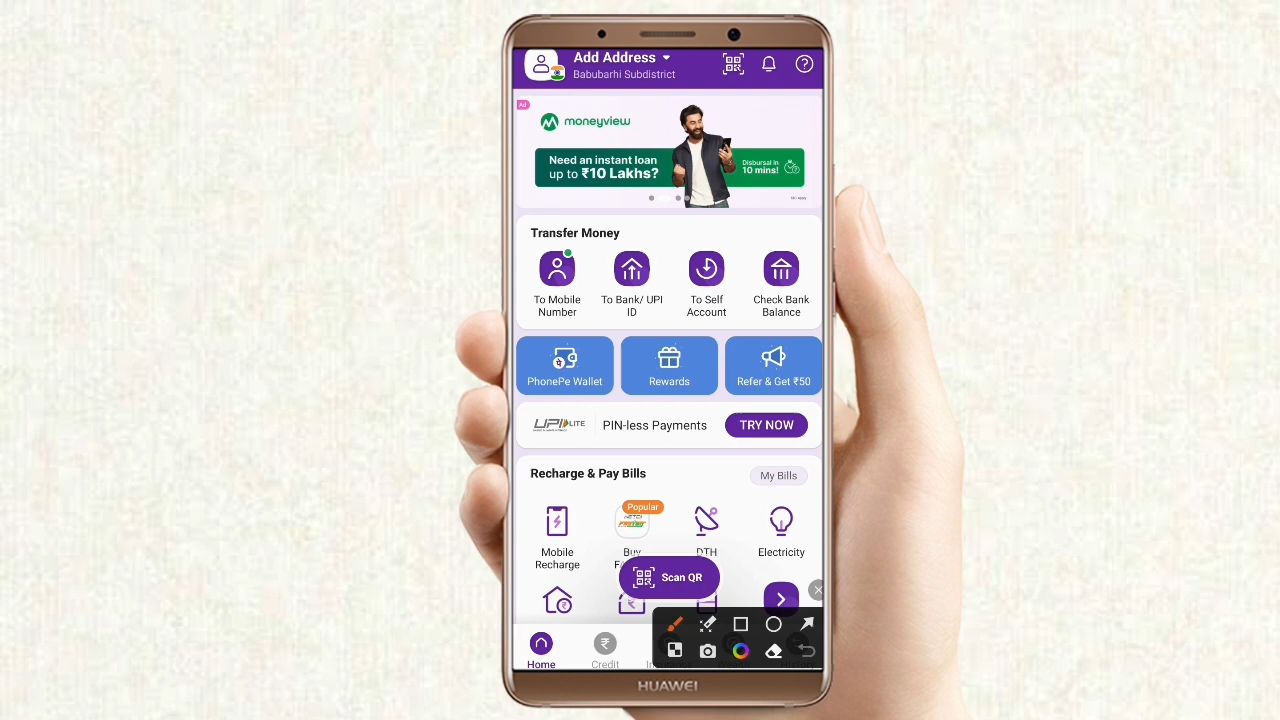 Add Address
Babubarhi Subdistrict
Ad
moneyview
Need an instant loan
up to ₹10 Lakhs?
Disbursal in
10 mins!
Transfer Money
To Mobile
Number
To Bank/ UPI
ID
To Self
Account
Check Bank
Balance
PhonePe Wallet
Rewards
Refer & Get ₹50
UPI LITE
PIN-less Payments
TRY NOW
Recharge & Pay Bills
My Bills
Popular
Mobile
Recharge
Buy
DTH
Electricity
Scan QR
Home
Credit
HUAWEI